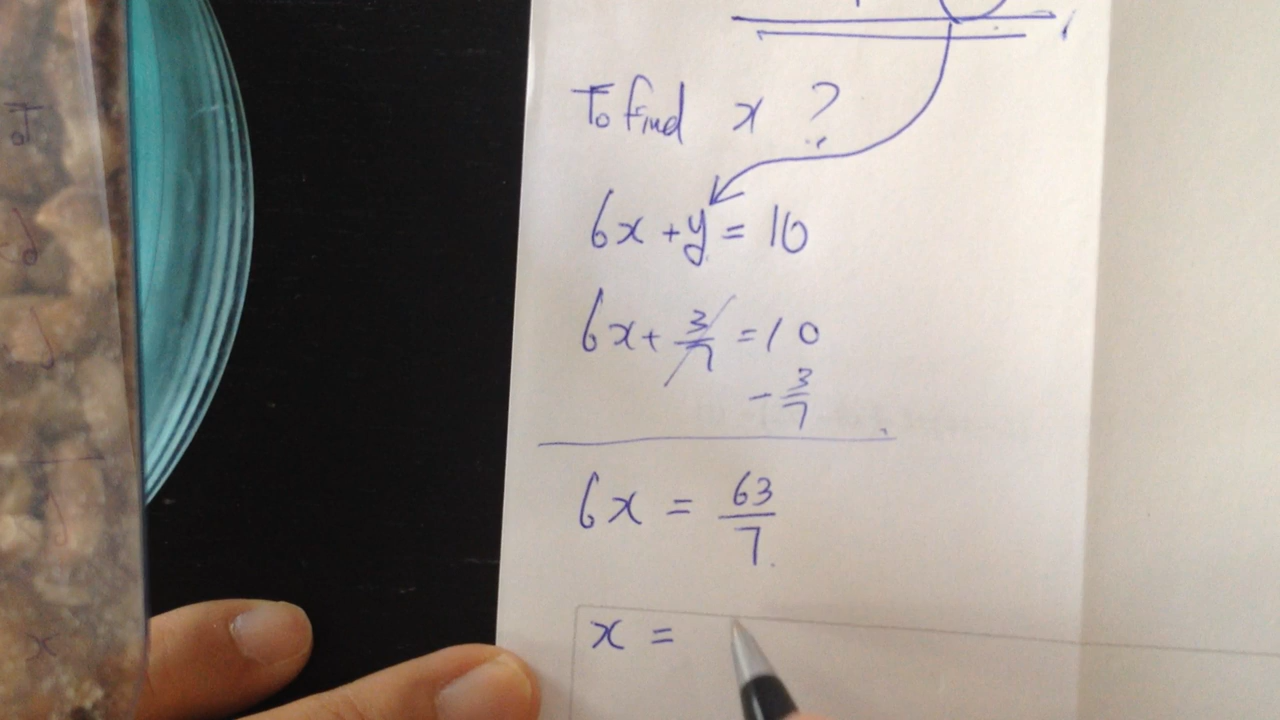 To find x ?
6x + y = 10
6x + 3/7 = 10
- 3/7
6x = 63/7
x =